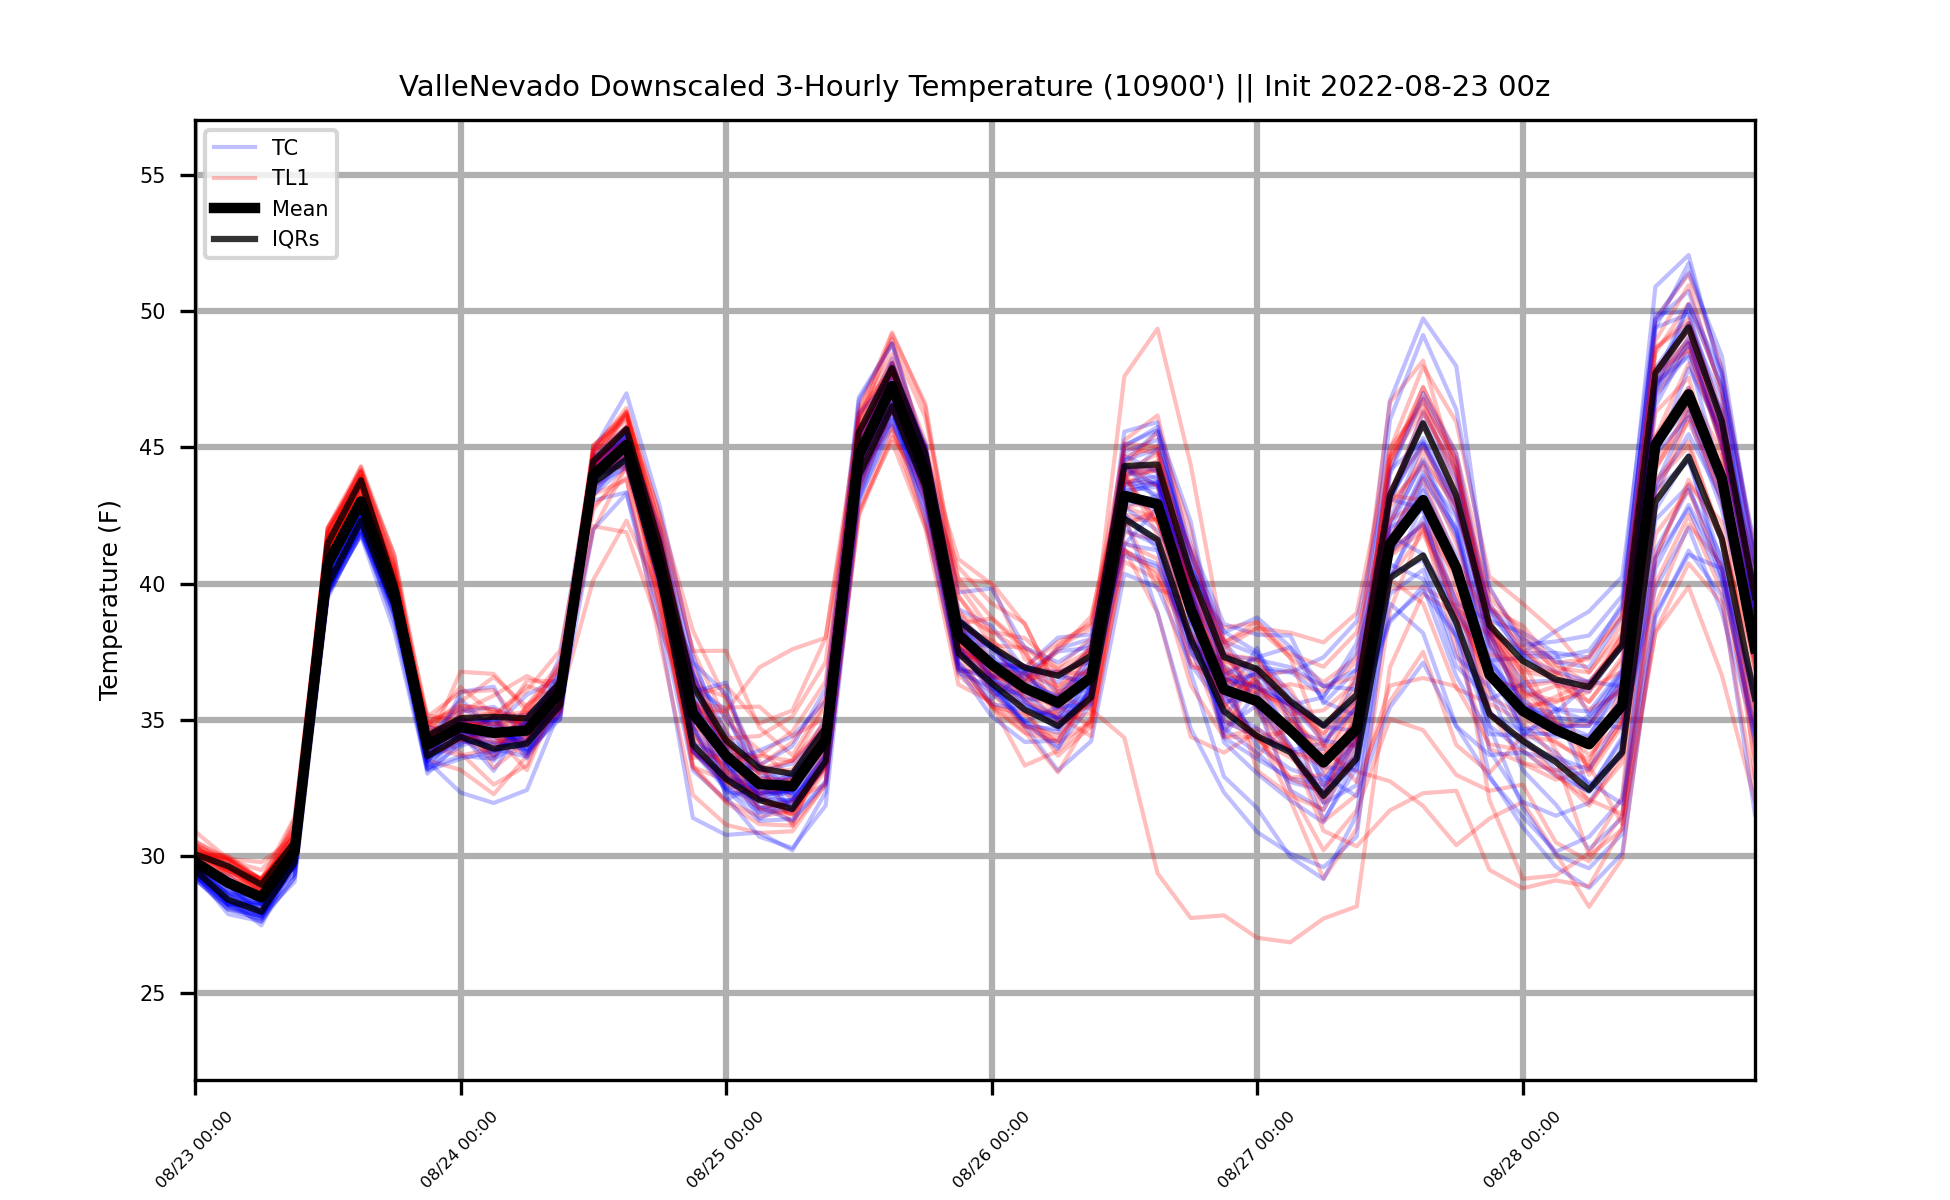 ValleNevado Downscaled 3-Hourly Temperature (10900') || Init 2022-08-23 00z
TC
TL1
Mean
IQRs
Temperature (F)
55
50
45
40
35
30
25
08/23 00:00
08/24 00:00
08/25 00:00
08/26 00:00
08/27 00:00
08/28 00:00